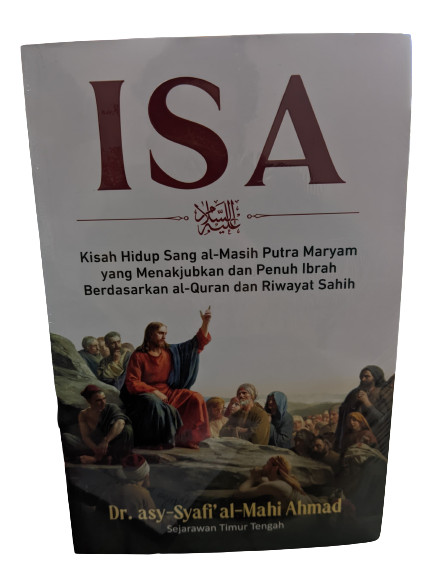 ISA
عليه السلام
Kisah Hidup Sang al-Masih Putra Maryam
yang Menakjubkan dan Penuh Ibrah
Berdasarkan al-Quran dan Riwayat Sahih
Dr. asy-Syafi' al-Mahi Ahmad
Sejarawan Timur Tengah